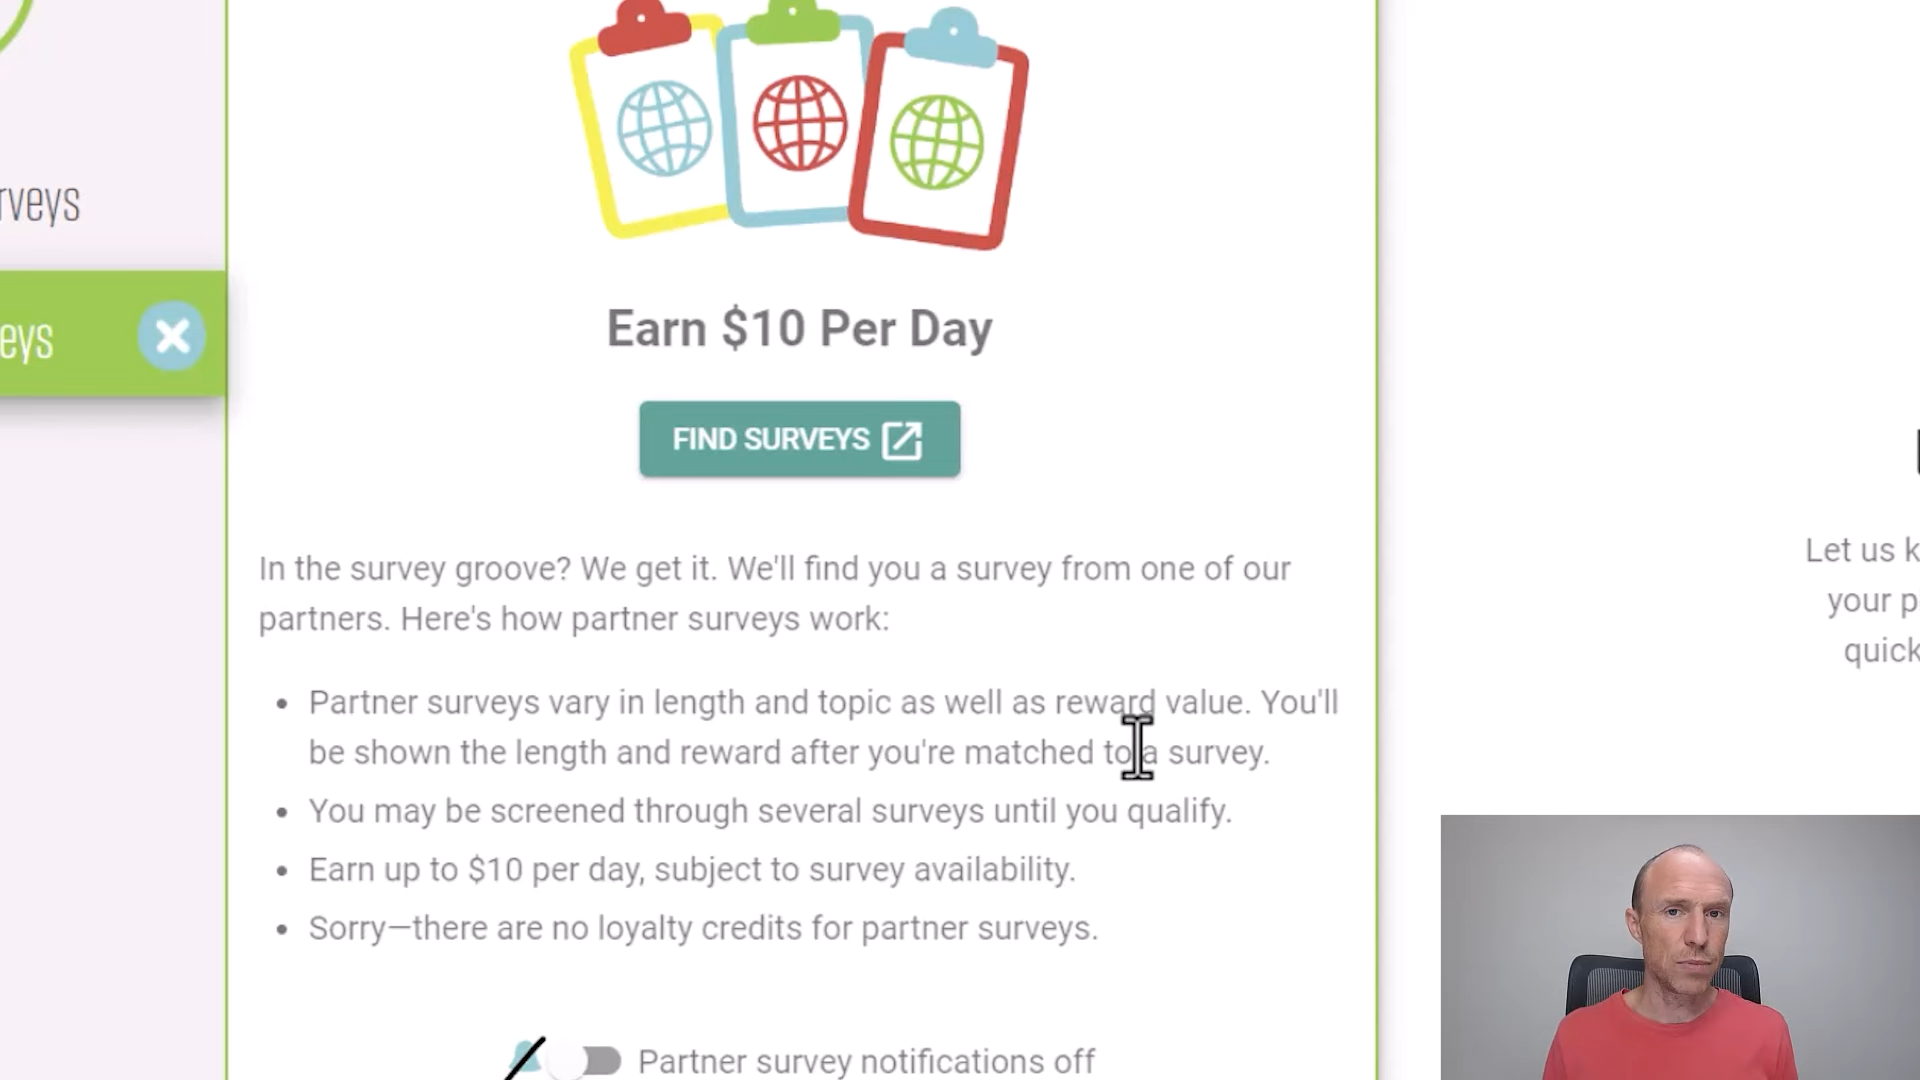 rveys
eys
Earn $10 Per Day
FIND SURVEYS
In the survey groove? We get it. We'll find you a survey from one of our
partners. Here's how partner surveys work:
• Partner surveys vary in length and topic as well as reward value. You'll
be shown the length and reward after you're matched to a survey.
• You may be screened through several surveys until you qualify.
• Earn up to $10 per day, subject to survey availability.
• Sorry—there are no loyalty credits for partner surveys.
Partner survey notifications off
Let us k
your p
quick